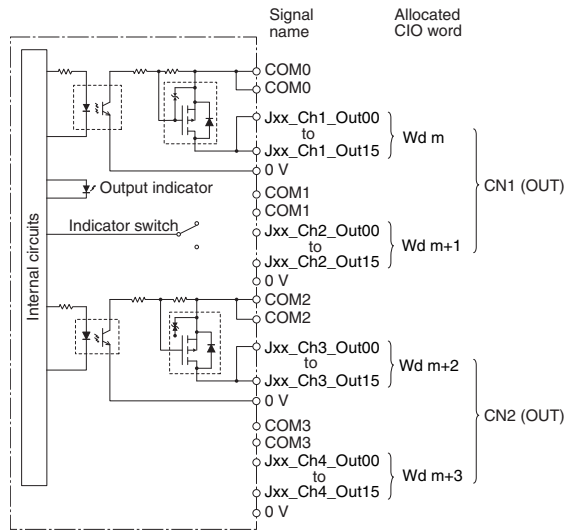 Signal
name
Allocated
CIO word
COM0
COM0
Jxx_Ch1_Out00
to
Jxx_Ch1_Out15
Wd m
0 V
Output indicator
COM1
COM1
CN1 (OUT)
Indicator switch
Jxx_Ch2_Out00
to
Jxx_Ch2_Out15
Wd m+1
0 V
Internal circuits
COM2
COM2
Jxx_Ch3_Out00
to
Jxx_Ch3_Out15
Wd m+2
0 V
CN2 (OUT)
COM3
COM3
Jxx_Ch4_Out00
to
Jxx_Ch4_Out15
Wd m+3
0 V